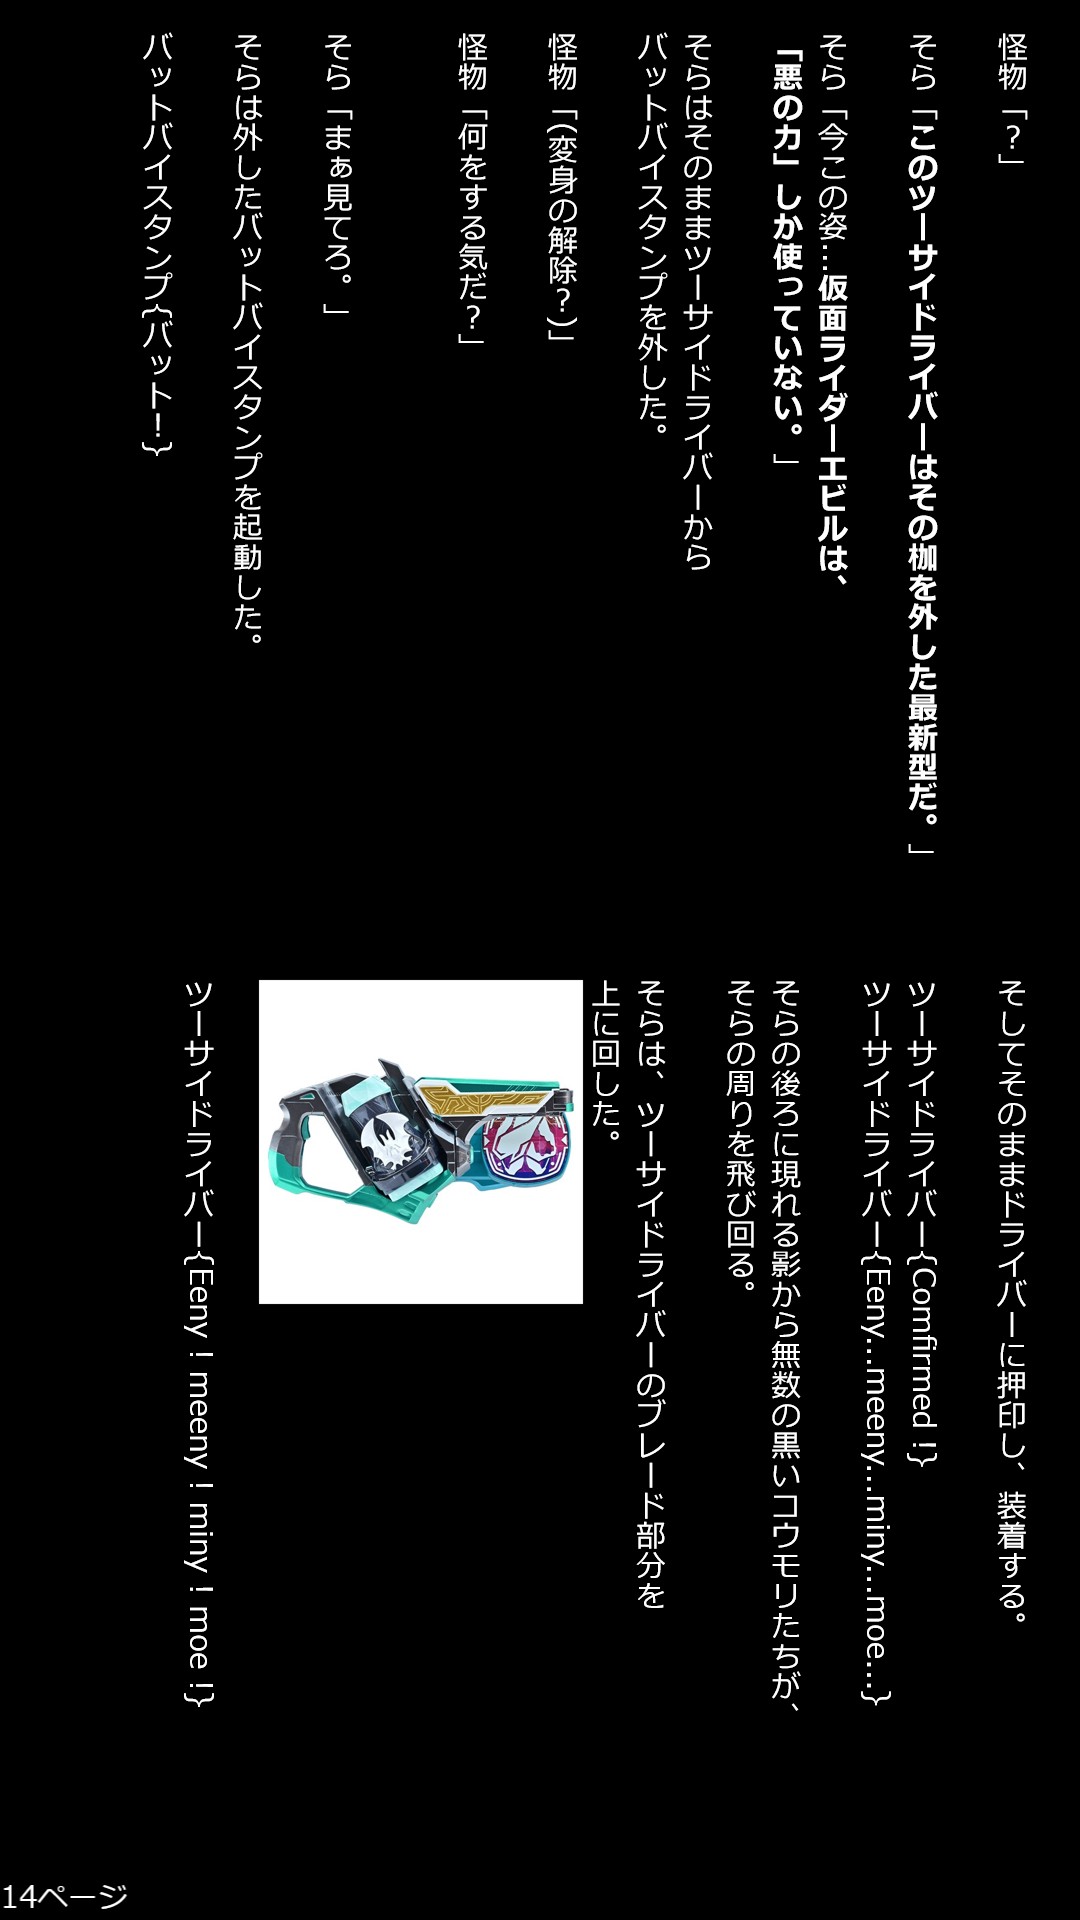 怪物「?」
そら「このツーサイドライバーはその枷を外した最新型だ。」
そら「今この姿…仮面ライダーエビルは、
「悪の力」しか使っていない。」
そらはそのままツーサイドライバーから
バットバイスタンプを外した。
怪物「(変身の解除?)」
怪物「何をする気だ?」
そら「まぁ見てろ。」
そらは外したバットバイスタンプを起動した。
バットバイスタンプ{バット!}
そしてそのままドライバーに押印し、装着する。
ツーサイドライバー{Comfirmed !}
ツーサイドライバー{Eeny...meeny...miny...moe...}
そらの後ろに現れる影から無数の黒いコウモリたちが、
そらの周りを飛び回る。
そらは、ツーサイドライバーのブレード部分を
上に回した。
ツーサイドライバー{Eeny ! meeny ! miny ! moe !}
14ページ